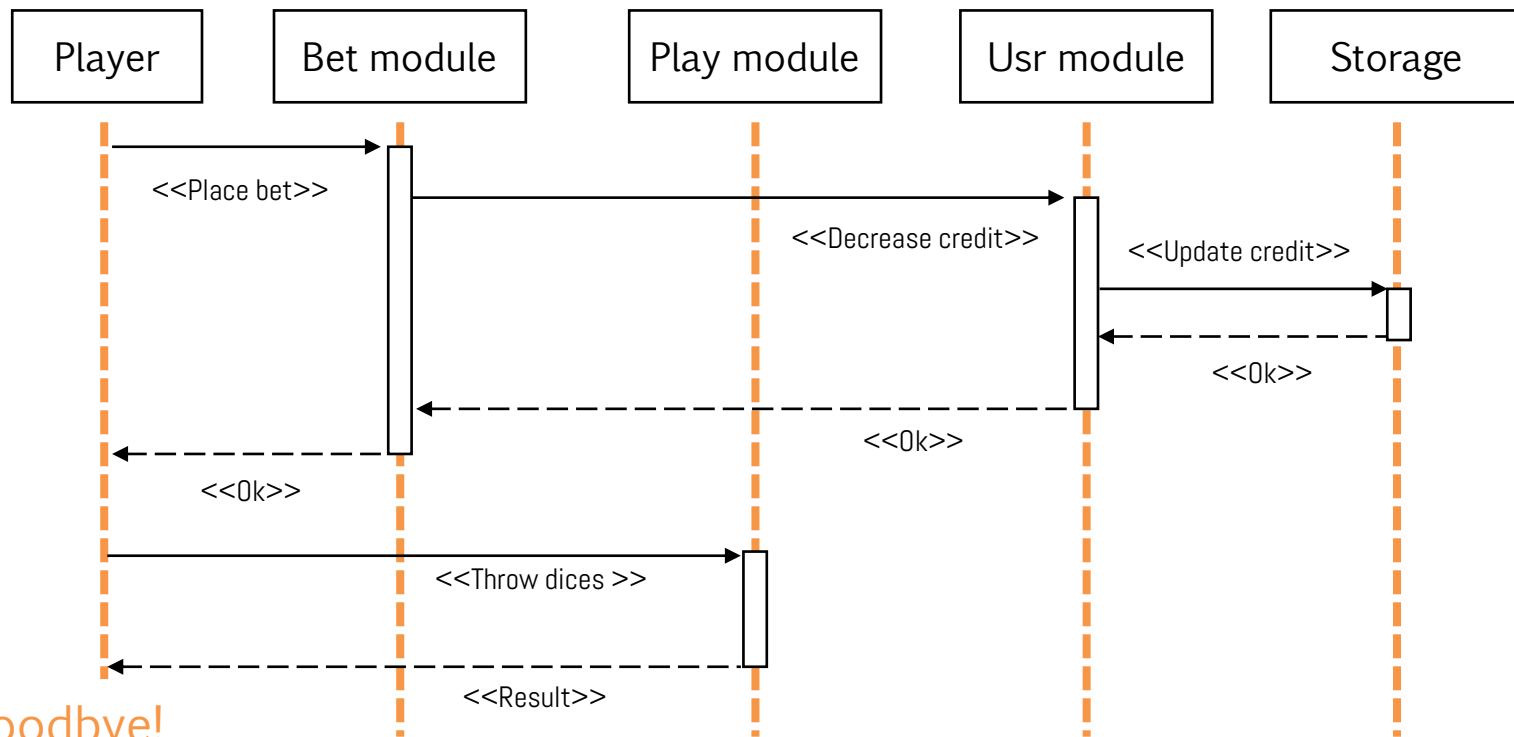 Player
Bet module
Play module
Usr module
Storage
<<Place bet>>
<<Decrease credit>>
<<Update credit>>
<<Ok>>
<<Ok>>
<<Ok>>
<<Throw dices >>
<<Result>>
oodbye!